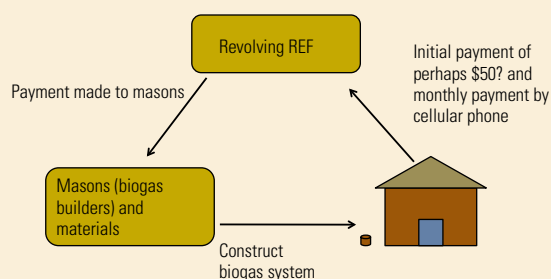 Revolving REF
Initial payment of
perhaps $50? and
monthly payment by
cellular phone
Payment made to masons
Masons (biogas
builders) and
materials
Construct
biogas system